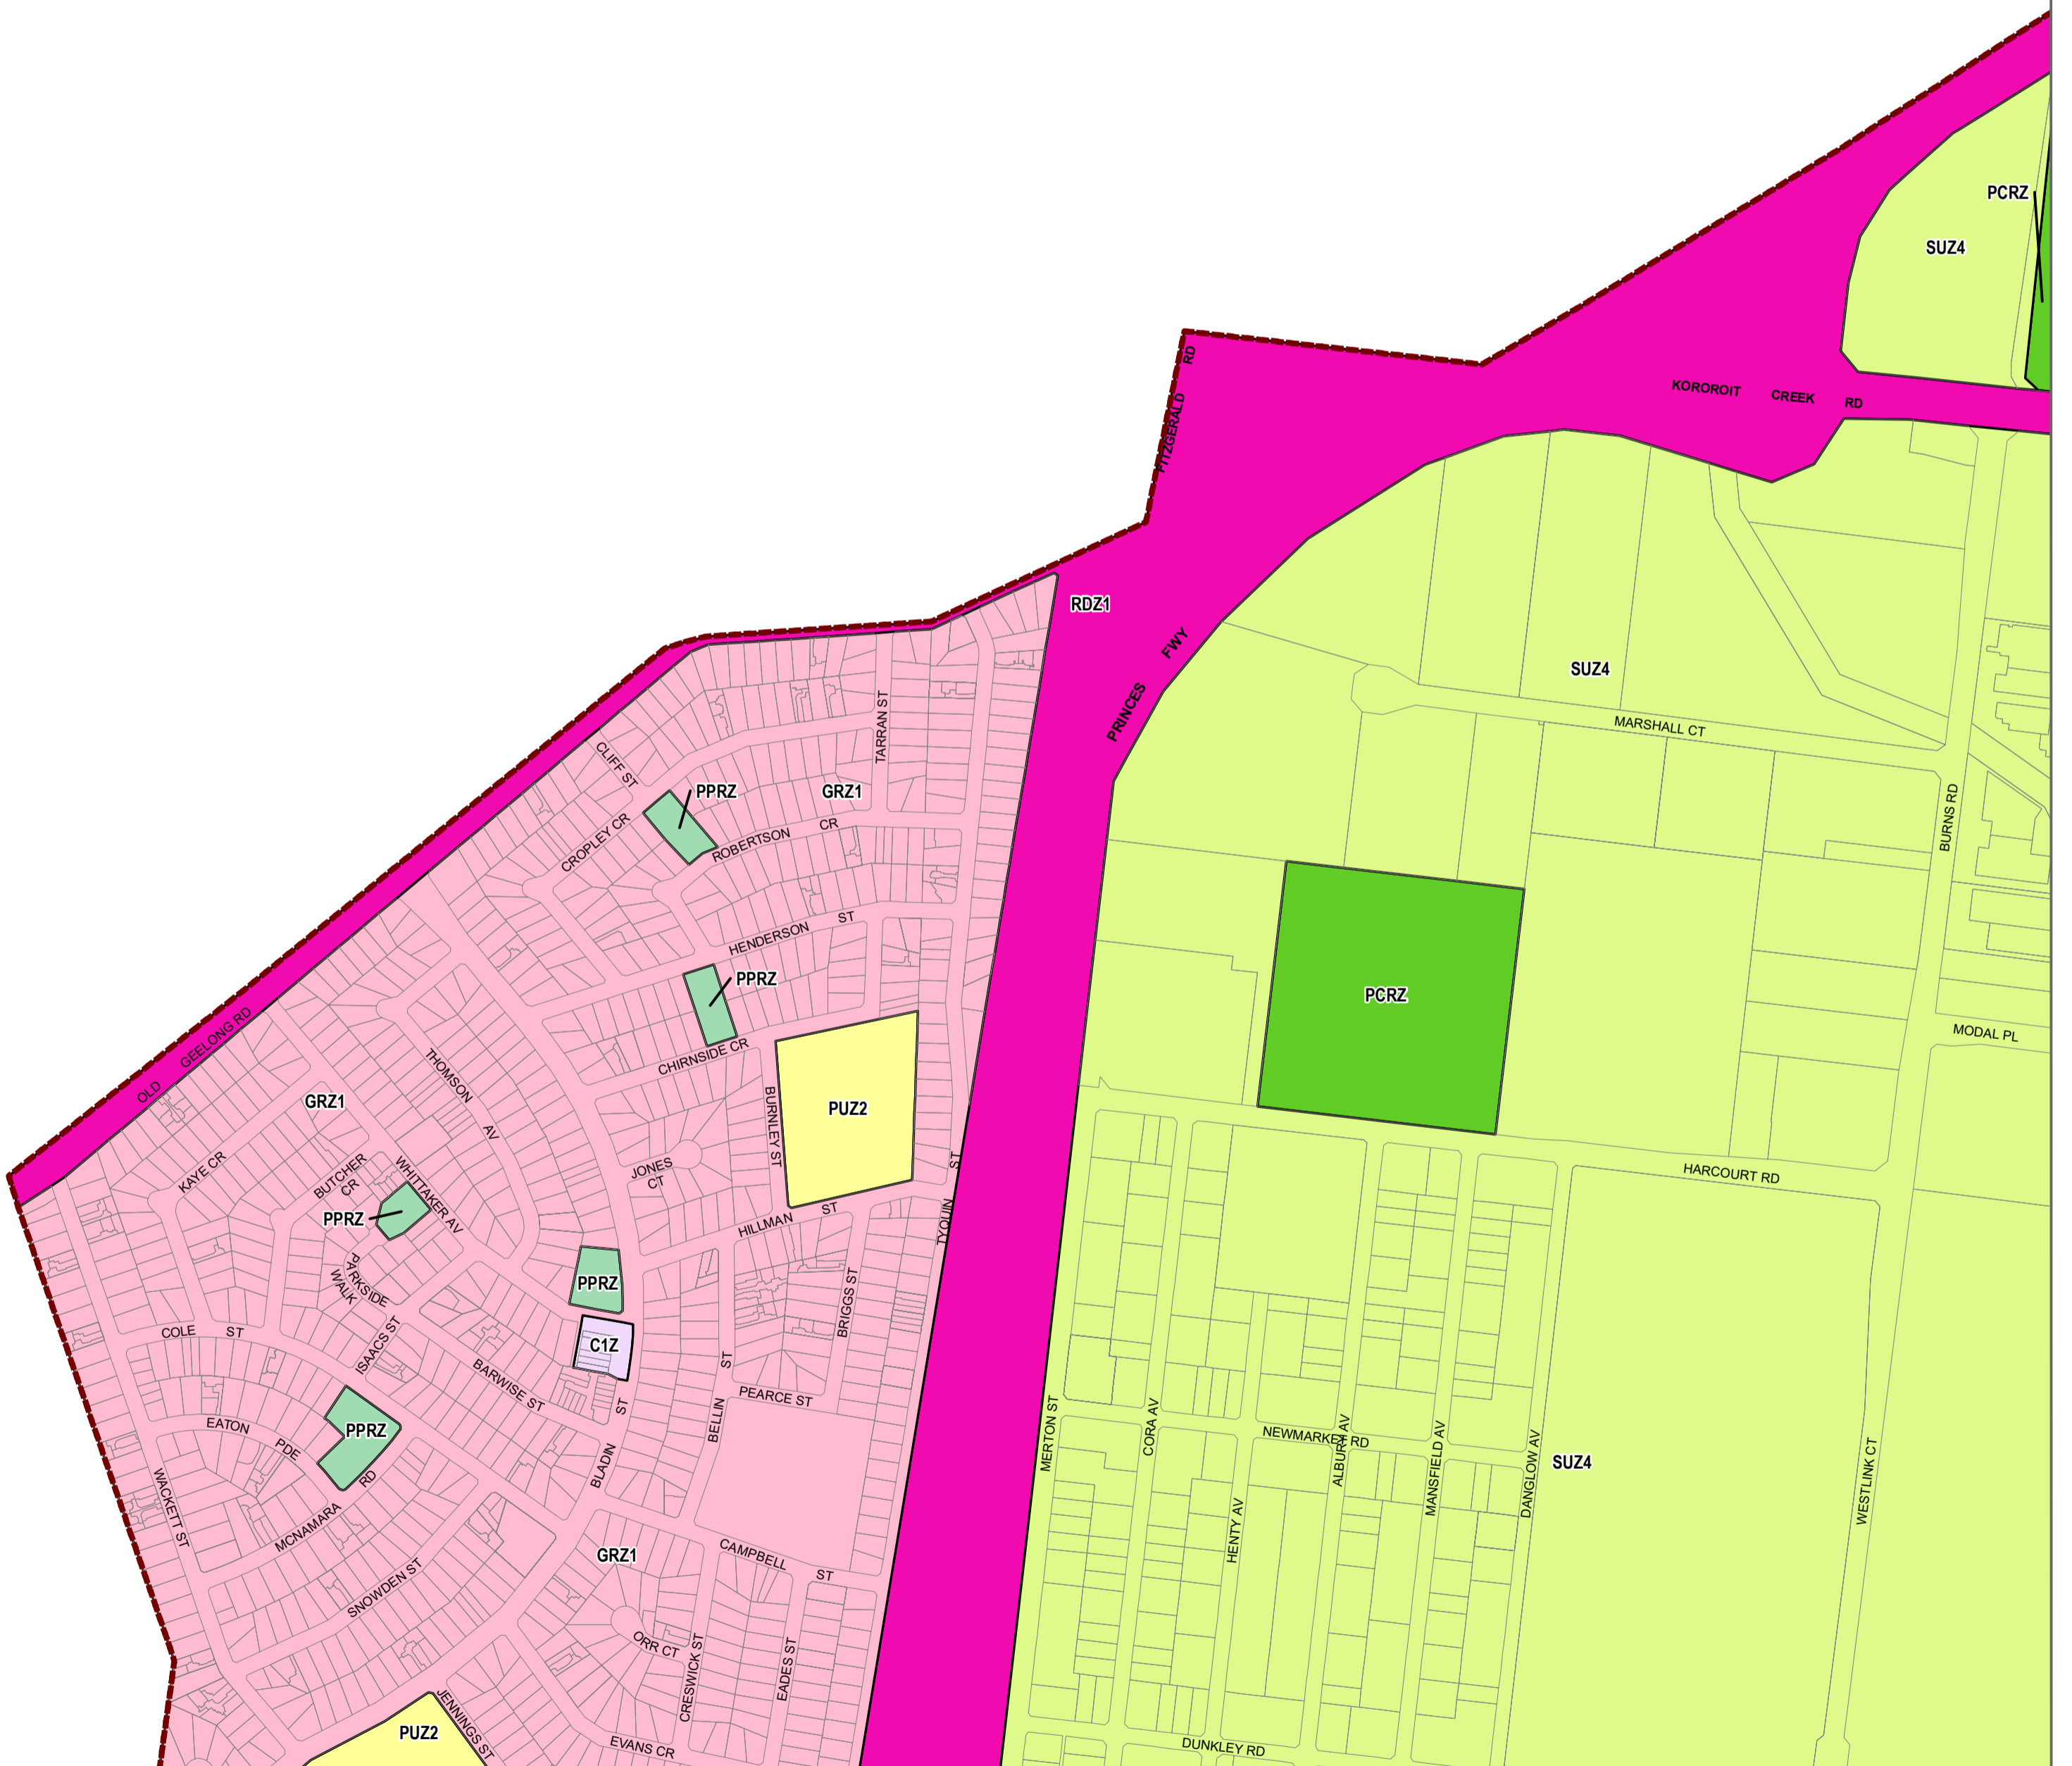 PCRZ
SUZ4
FITZGERALD RD
KOROROIT CREEK RD
RDZ1
PRINCES FWY
SUZ4
MARSHALL CT
TARRAN ST
CLIFF ST
PPRZ
GRZ1
CROPLEY CR
ROBERTSON CR
BURNS RD
HENDERSON ST
PPRZ
PCRZ
OLD GEELONG RD
MODAL PL
CHIRNSIDE CR
THOMSON AV
GRZ1
PUZ2
BURNLEY ST
KAYE CR
BUTCHER CR
WHITTAKER AV
JONES CT
HARCOURT RD
PPRZ
HILLMAN ST
TYQUIN ST
PARKSIDE WALK
PPRZ
COLE ST
ISAACS ST
C1Z
BRIGGS ST
BARWISE ST
PEARCE ST
EATON PDE
PPRZ
BLADIN ST
BELLIN ST
MERTON ST
CORA AV
NEWMARKET RD
ALBURY AV
MANSFIELD AV
DANGLOW AV
SUZ4
WESTLINK CT
WACKETT ST
MCNAMARA RD
HENTY AV
GRZ1
CAMPBELL ST
SNOWDEN ST
ORR CT
CRESWICK ST
EADES ST
PUZ2
JENNINGS ST
EVANS CR
DUNKLEY RD